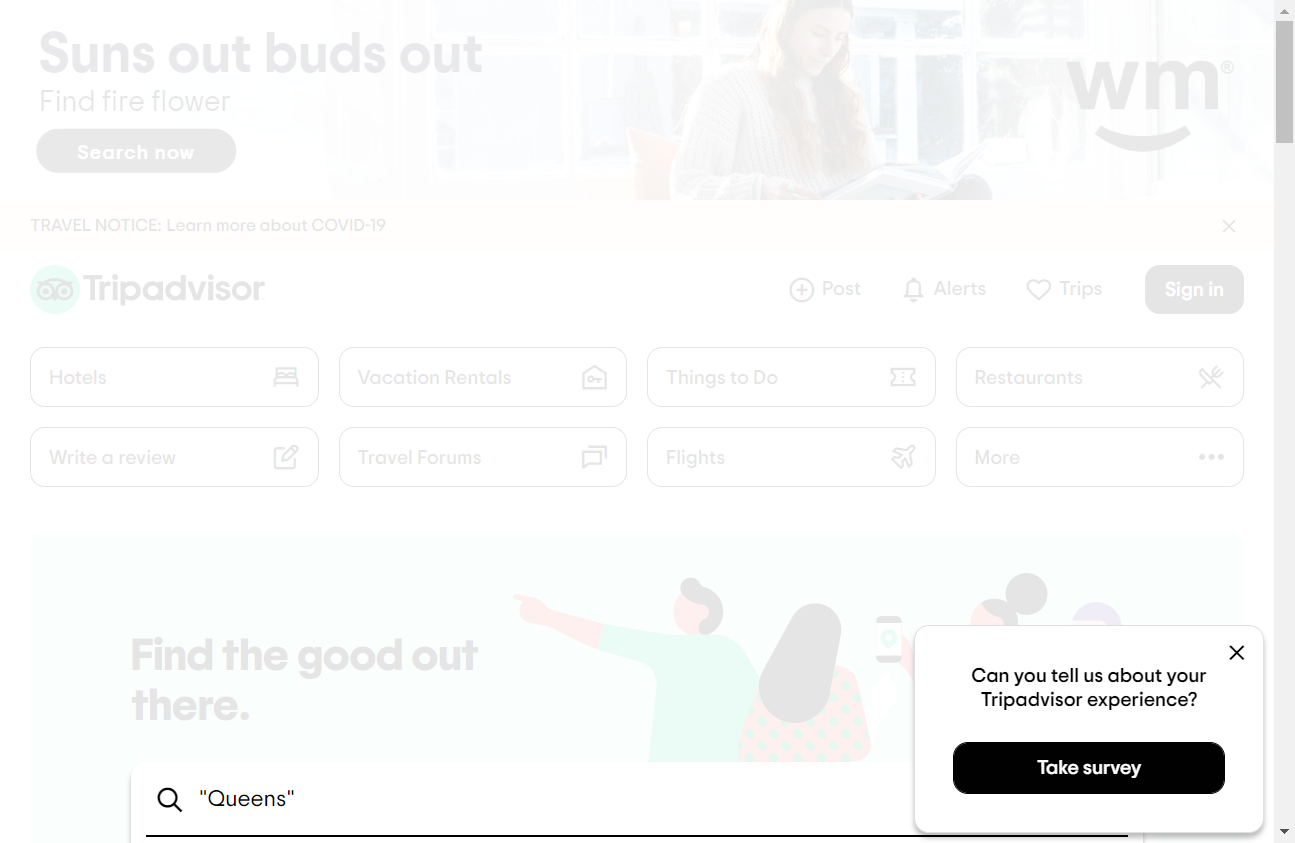 Suns out buds out
Find fire flower
Search now
wm®
TRAVEL NOTICE: Learn more about COVID-19
Tripadvisor
Post
Alerts
Trips
Sign in
Hotels
Vacation Rentals
Things to Do
Restaurants
Write a review
Travel Forums
Flights
More
Find the good out
there.
Can you tell us about your
Tripadvisor experience?
Take survey
"Queens"